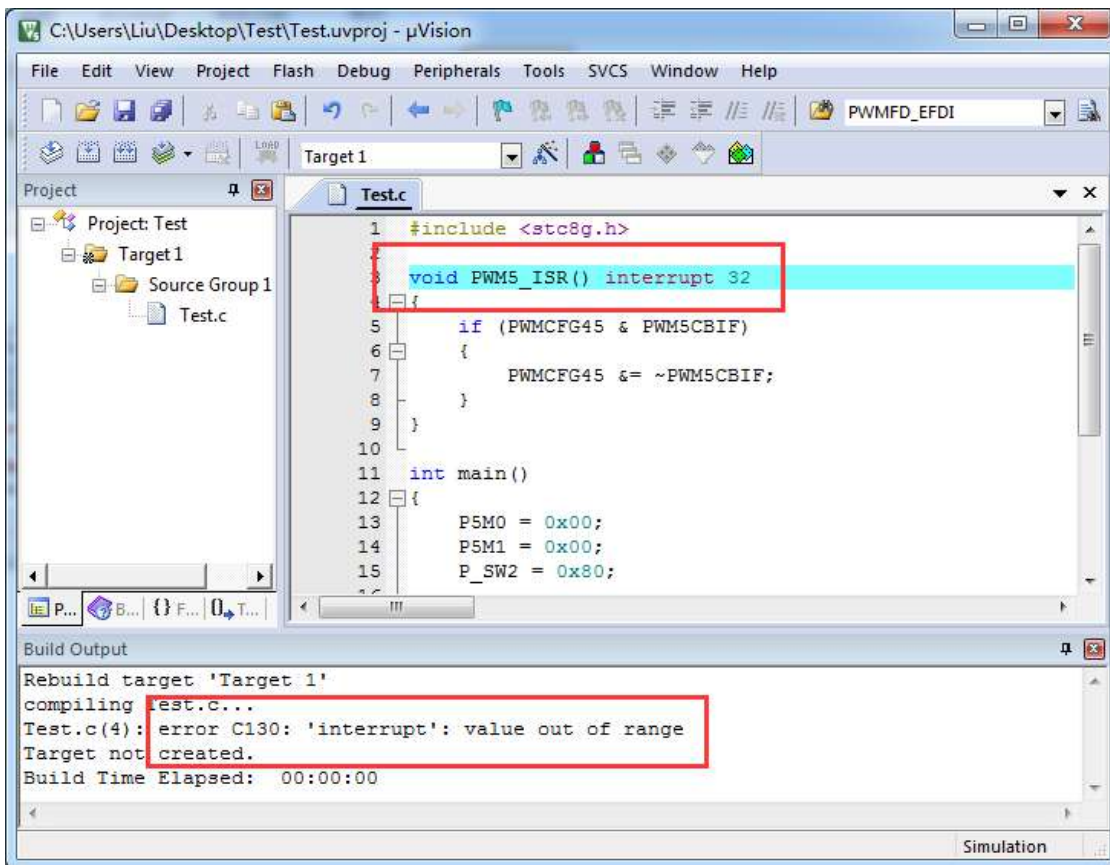 C:\Users\Liu\Desktop\Test\Test.uvproj - µVision
File Edit View Project Flash Debug Peripherals Tools SVCS Window Help
PWMFD_EFDI
LOAD Target 1
Project
Project: Test
Target 1
Source Group 1
Test.c
P... B... {} F... T...
Test.c
1 #include <stc8g.h>
2
3 void PWM5_ISR() interrupt 32
4 {
5 if (PWMCFG45 & PWM5CBIF)
6 {
7 PWMCFG45 &= ~PWM5CBIF;
8 }
9 }
10
11 int main()
12 {
13 P5M0 = 0x00;
14 P5M1 = 0x00;
15 P_SW2 = 0x80;
Build Output
Rebuild target 'Target 1'
compiling Test.c...
Test.c(4): error C130: 'interrupt': value out of range
Target not created.
Build Time Elapsed: 00:00:00
Simulation